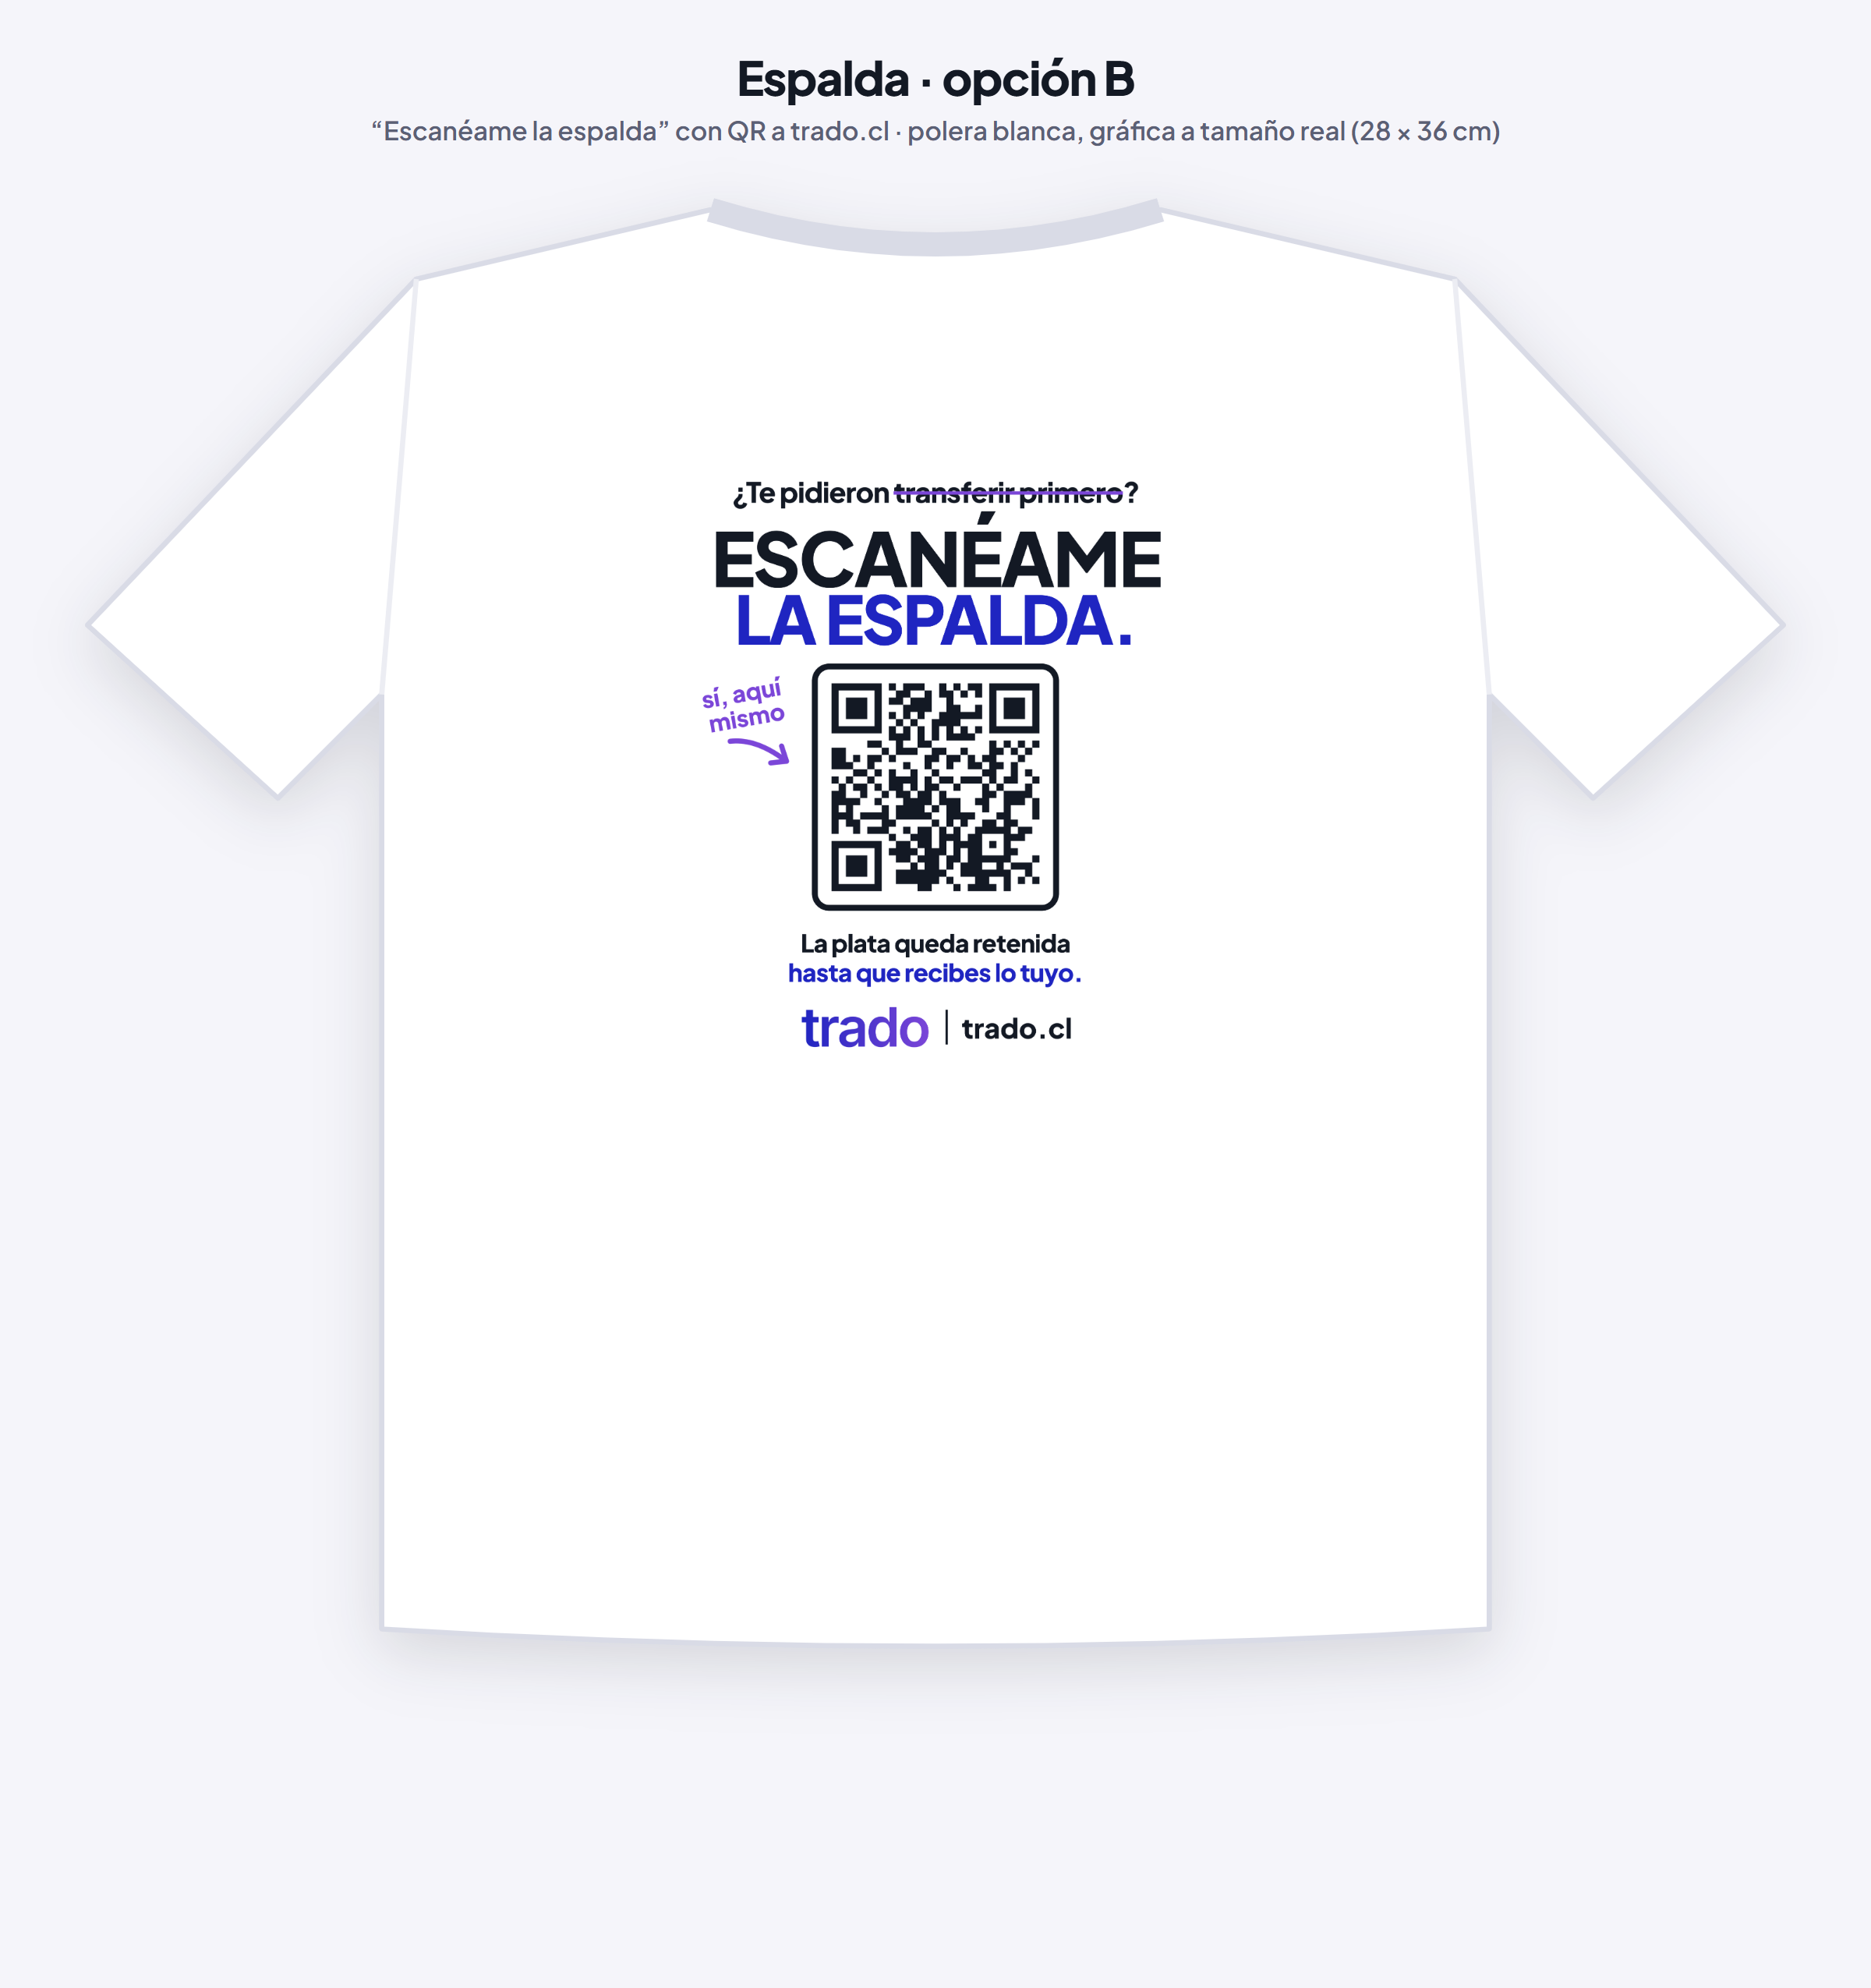 Espalda · opción B
“Escanéame la espalda” con QR a trado.cl · polera blanca, gráfica a tamaño real (28 × 36 cm)
¿Te pidieron transferir primero?
ESCANÉAME
LA ESPALDA.
sí, aquí
mismo
La plata queda retenida
hasta que recibes lo tuyo.
trado | trado.cl